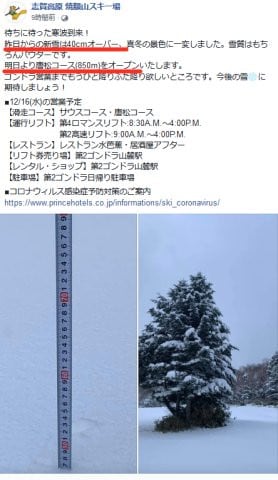 志賀高原 焼額山スキー場
9時間前
待ちに待った寒波到来！
昨日からの新雪は40cmオーバー、真冬の景色に一変しました。雪質はもち
ろんパウダーです。
明日より唐松コース(850m)をオープンいたします。
ゴンドラ営業までもうひと降りふた降り欲しいところです。今後の雪❄に
期待しましょう！
■12/16(水)の営業予定
【滑走コース】サウスコース・唐松コース
【運行リフト】第4ロマンスリフト:8:30A.M.～4:00P.M.
第2高速リフト:9:00A.M.～4:00P.M.
【レストラン】レストラン水芭蕉・居酒屋アフター
【リフト券売り場】第2ゴンドラ山麓駅
【レンタル・ショップ】第2ゴンドラ山麓駅
【駐車場】第2ゴンドラ日帰り駐車場
■コロナウィルス感染症予防対策のご案内
https://www.princehotels.co.jp/informations/ski_coronavirus/